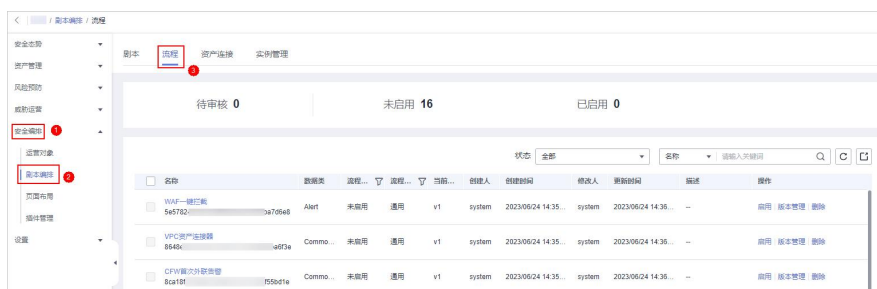 / 剧本编排 / 流程
安全态势
资产管理
风险预防
威胁运营
安全编排 1
运营对象
剧本编排 2
页面布局
插件管理
设置
剧本 流程 资产连接 实例管理
3
待审核 0 未启用 16 已启用 0
状态 全部 名称 请输入关键词
名称 数据类 流程... 流程... 当前... 创建人 创建时间 修改人 更新时间 描述 操作
WAF一键拦截
5e5782 ba7d6e8 Alert 未启用 通用 v1 system 2023/06/24 14:35... system 2023/06/24 14:36... -- 启用 版本管理 删除
VPC资产连接器
8648 a6f3e Commo... 未启用 通用 v1 system 2023/06/24 14:35... system 2023/06/24 14:36... -- 启用 版本管理 删除
CFW首次外联告警
8ca18f f55bd1e Commo... 未启用 通用 v1 system 2023/06/24 14:35... system 2023/06/24 14:36... -- 启用 版本管理 删除